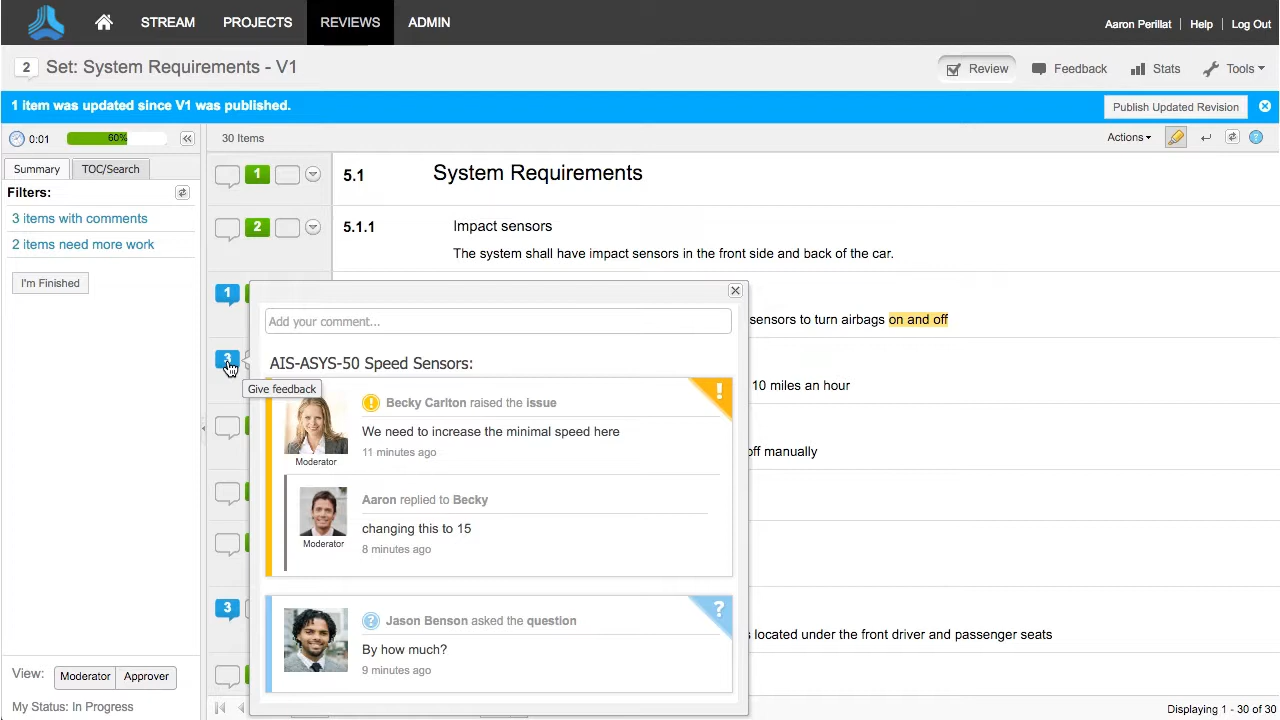 STREAM PROJECTS REVIEWS ADMIN Aaron Perillat | Help | Log Out
2 Set: System Requirements - V1 Review Feedback Stats Tools
1 item was updated since V1 was published. Publish Updated Revision
0:01 60% 30 Items Actions
Summary TOC/Search
Filters:
3 items with comments
2 items need more work
I'm Finished
1 5.1 System Requirements
2 5.1.1 Impact sensors
The system shall have impact sensors in the front side and back of the car.
1
sensors to turn airbags on and off
3
10 miles an hour
Give feedback
off manually
3
located under the front driver and passenger seats
Add your comment...
AIS-ASYS-50 Speed Sensors:
!
Becky Carlton raised the issue
We need to increase the minimal speed here
11 minutes ago
Moderator
Aaron replied to Becky
changing this to 15
8 minutes ago
Moderator
?
Jason Benson asked the question
By how much?
9 minutes ago
View: Moderator Approver
My Status: In Progress
Displaying 1 - 30 of 30